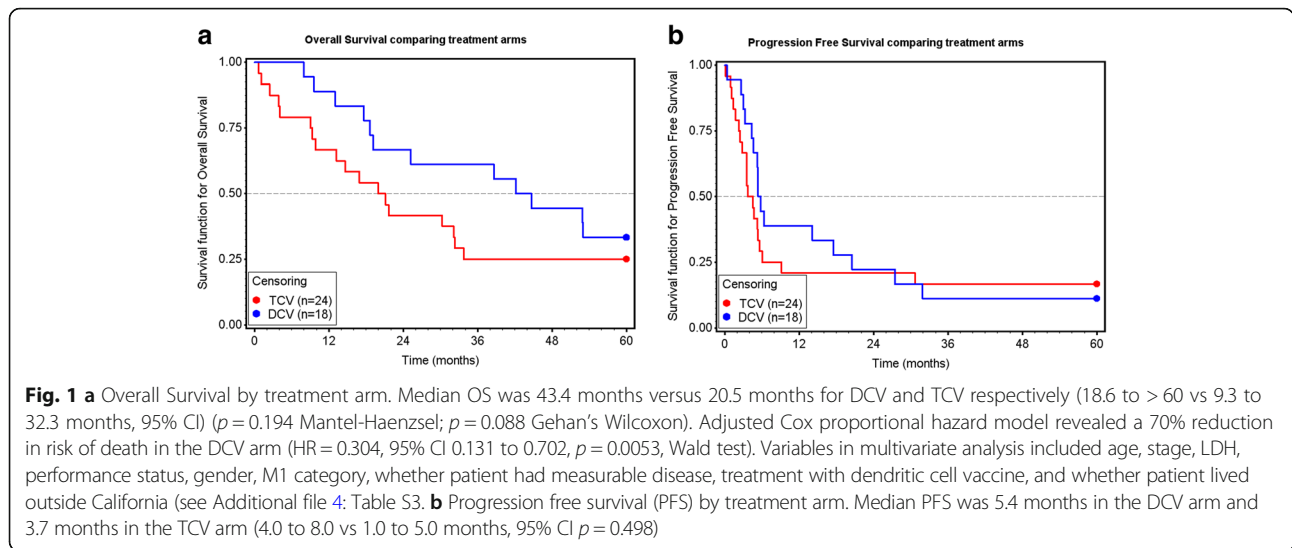 a
Overall Survival comparing treatment arms
Survival function for Overall Survival
1.00
0.75
0.50
0.25
0.00
Censoring
TCV (n=24)
DCV (n=18)
0 12 24 36 48 60
Time (months)
b
Progression Free Survival comparing treatment arms
Survival function for Progression Free Survival
1.00
0.75
0.50
0.25
0.00
Censoring
TCV (n=24)
DCV (n=18)
0 12 24 36 48 60
Time (months)
Fig. 1 a Overall Survival by treatment arm. Median OS was 43.4 months versus 20.5 months for DCV and TCV respectively (18.6 to > 60 vs 9.3 to
32.3 months, 95% CI) (p = 0.194 Mantel-Haenzsel; p = 0.088 Gehan's Wilcoxon). Adjusted Cox proportional hazard model revealed a 70% reduction
in risk of death in the DCV arm (HR = 0.304, 95% CI 0.131 to 0.702, p = 0.0053, Wald test). Variables in multivariate analysis included age, stage, LDH,
performance status, gender, M1 category, whether patient had measurable disease, treatment with dendritic cell vaccine, and whether patient lived
outside California (see Additional file 4: Table S3. b Progression free survival (PFS) by treatment arm. Median PFS was 5.4 months in the DCV arm and
3.7 months in the TCV arm (4.0 to 8.0 vs 1.0 to 5.0 months, 95% CI p = 0.498)